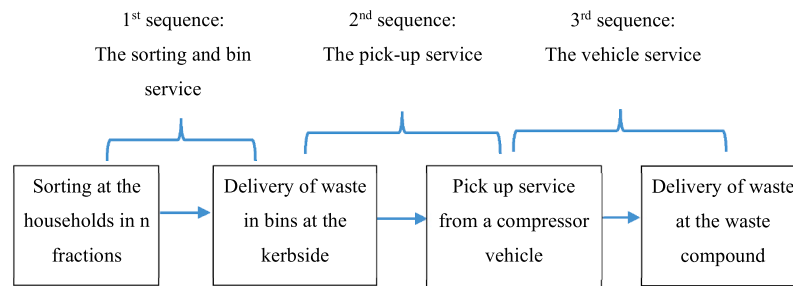 1st sequence:
The sorting and bin
service
2nd sequence:
The pick-up service
3rd sequence:
The vehicle service
Sorting at the
households in n
fractions
Delivery of waste
in bins at the
kerbside
Pick up service
from a compressor
vehicle
Delivery of waste
at the waste
compound